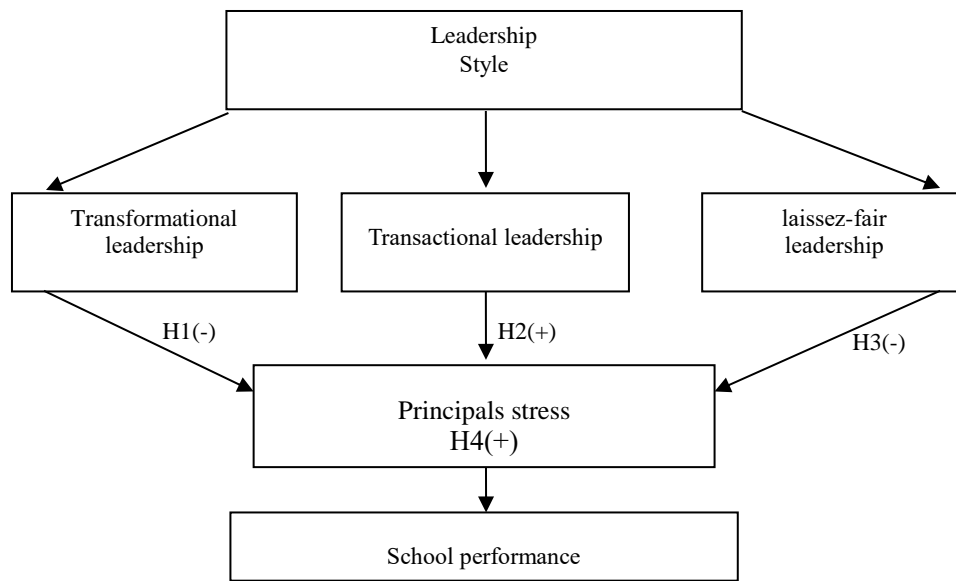 Leadership
Style
Transformational
leadership
Transactional leadership
laissez-fair
leadership
H1(-)
H2(+)
H3(-)
Principals stress
H4(+)
School performance